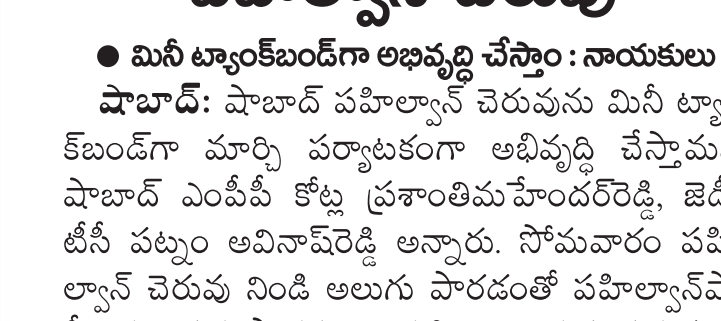 ● మినీ ట్యాంక్‌బండ్‌గా అభివృద్ధి చేస్తాం : నాయకులు
షాబాద్: షాబాద్ పహిల్వాన్ చెరువును మినీ ట్యా
క్‌బండ్‌గా మార్చి పర్యాటకంగా అభివృద్ధి చేస్తామ
షాబాద్ ఎంపీపీ కోట్ల ప్రశాంతిమహేందర్‌రెడ్డి, జెడ
టీసీ పట్నం అవినాష్‌రెడ్డి అన్నారు. సోమవారం పహి
ల్వాన్ చెరువు నిండి అలుగు పారడంతో పహిల్వాన్‌